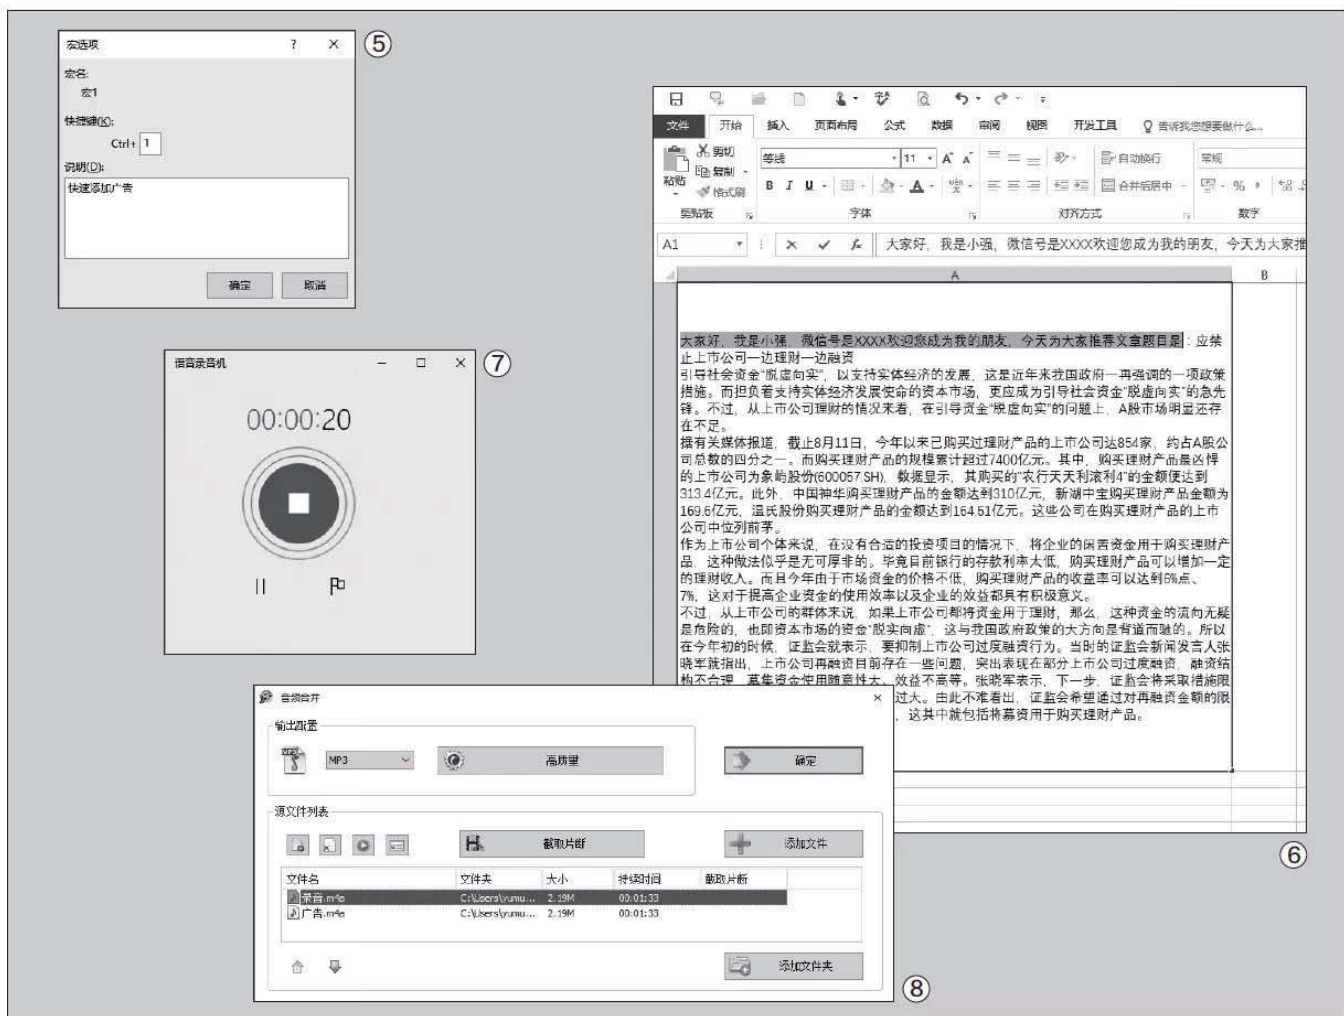 宏选项 ? ×
⑤
宏名:
宏1
快捷键(K):
Ctrl+ 1
说明(D):
快速添加广告
确定 取消
文件 开始 插入 页面布局 公式 数据 审阅 视图 开发工具 告诉我您想要做什么...
剪切
复制
格式刷
粘贴
等线 11
B I U
自动换行
合并后居中
常规
剪贴板 字体 对齐方式 数字
A1
大家好，我是小强，微信号是XXXX欢迎您成为我的朋友，今天为大家推
A B
大家好，我是小强，微信号是XXXX欢迎您成为我的朋友，今天为大家推荐文章题目是：应禁
止上市公司一边理财一边融资
引导社会资金“脱虚向实”，以支持实体经济的发展，这是近年来我国政府一再强调的一项政策
措施。而担负着支持实体经济发展使命的资本市场，更应成为引导社会资金“脱虚向实”的急先
锋。不过，从上市公司理财的情况来看，在引导资金“脱虚向实”的问题上，A股市场明显还存
在不足。
据有关媒体报道，截止8月11日，今年以来已购买过理财产品的上市公司达854家，约占A股公
司总数的四分之一。而购买理财产品的规模累计超过7400亿元。其中，购买理财产品最凶悍
的上市公司为象屿股份(600057.SH)，数据显示，其购买的“农行天天利滚利4”的金额便达到
313.4亿元。此外，中国神华购买理财产品的金额达到310亿元，新湖中宝购买理财产品金额为
169.6亿元，温氏股份购买理财产品的金额达到164.61亿元。这些公司在购买理财产品的上市
公司中位列前茅。
作为上市公司个体来说，在没有合适的投资项目的情况下，将企业的闲置资金用于购买理财产
品，这种做法似乎是无可厚非的。毕竟目前银行的存款利率太低，购买理财产品可以增加一定
的理财收入。而且今年由于市场资金的价格不低，购买理财产品的收益率可以达到6%点、
7%，这对于提高企业资金的使用效率以及企业的效益都具有积极意义。
不过，从上市公司的群体来说，如果上市公司都将资金用于理财，那么，这种资金的流向无疑
是危险的，也即资本市场的资金“脱实向虚”，这与我国政府政策的大方向是背道而驰的。所以
在今年初的时候，证监会就表示，要抑制上市公司过度融资行为。当时的证监会新闻发言人张
晓军就指出，上市公司再融资目前存在一些问题，突出表现在部分上市公司过度融资，融资结
构不合理，募集资金使用随意性大、效益不高等。张晓军表示，下一步，证监会将采取措施限
过大。由此不难看出，证监会希望通过对再融资金额的限
，这其中就包括将募资用于购买理财产品。
⑥
语音录音机
⑦
00:00:20
音频合并
输出配置
MP3 高质量 确定
源文件列表
截取片断 添加文件
文件名 文件夹 大小 持续时间 截取片断
录音.m4a C:\Users\yumu... 2.19M 00:01:33
广告.m4a C:\Users\yumu... 2.19M 00:01:33
添加文件夹
⑧